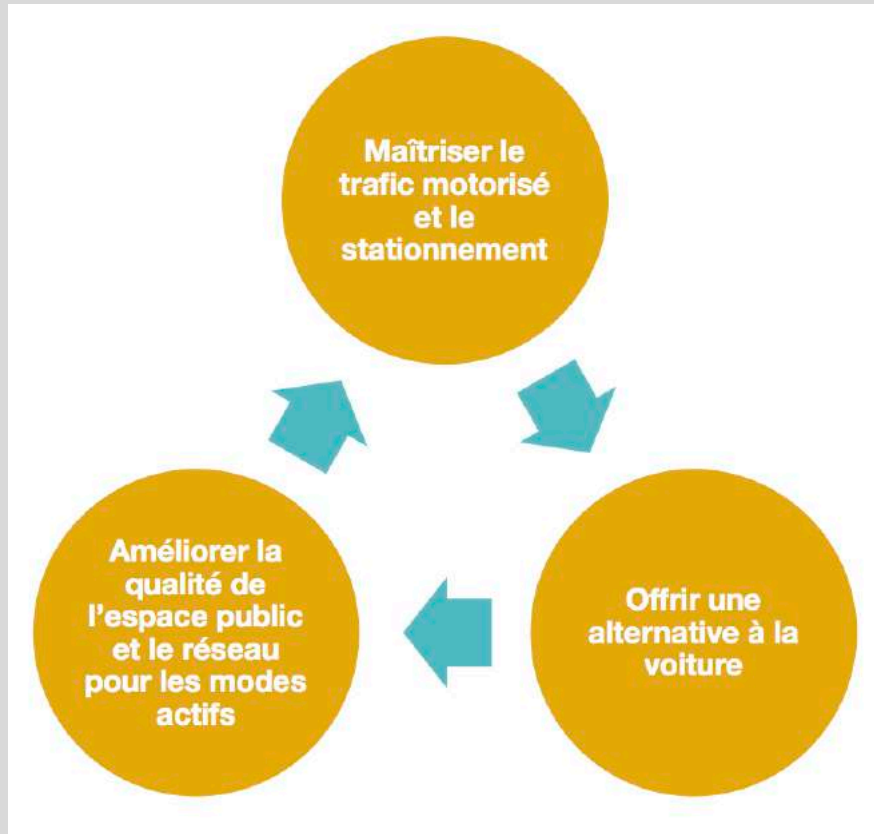 Maîtriser le
trafic motorisé
et le
stationnement
Offrir une
alternative à la
voiture
Améliorer la
qualité de
l'espace public
et le réseau
pour les modes
actifs